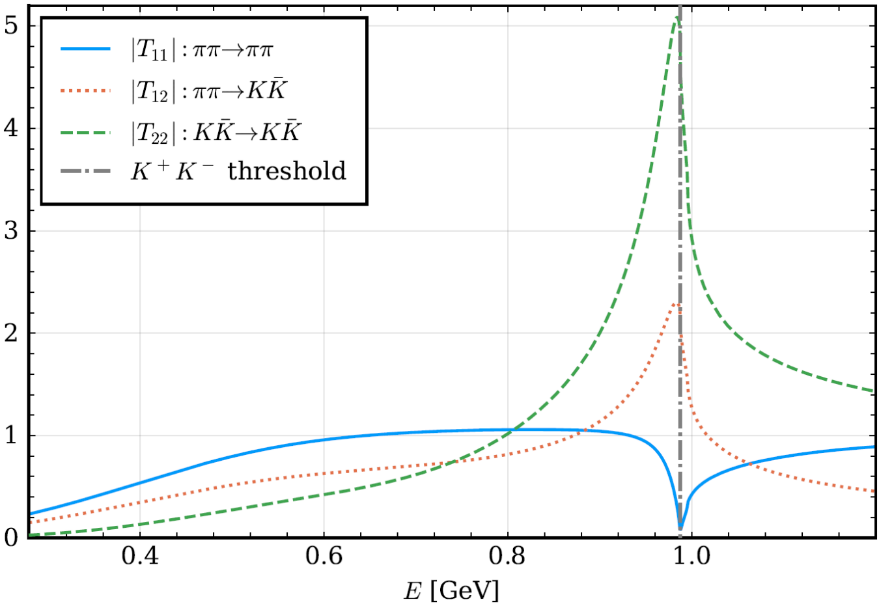 5
4
3
2
1
0
|T₁₁| : ππ→ππ
|T₁₂| : ππ→KK̄
|T₂₂| : KK̄→KK̄
K⁺K⁻ threshold
0.4 0.6 0.8 1.0
E [GeV]